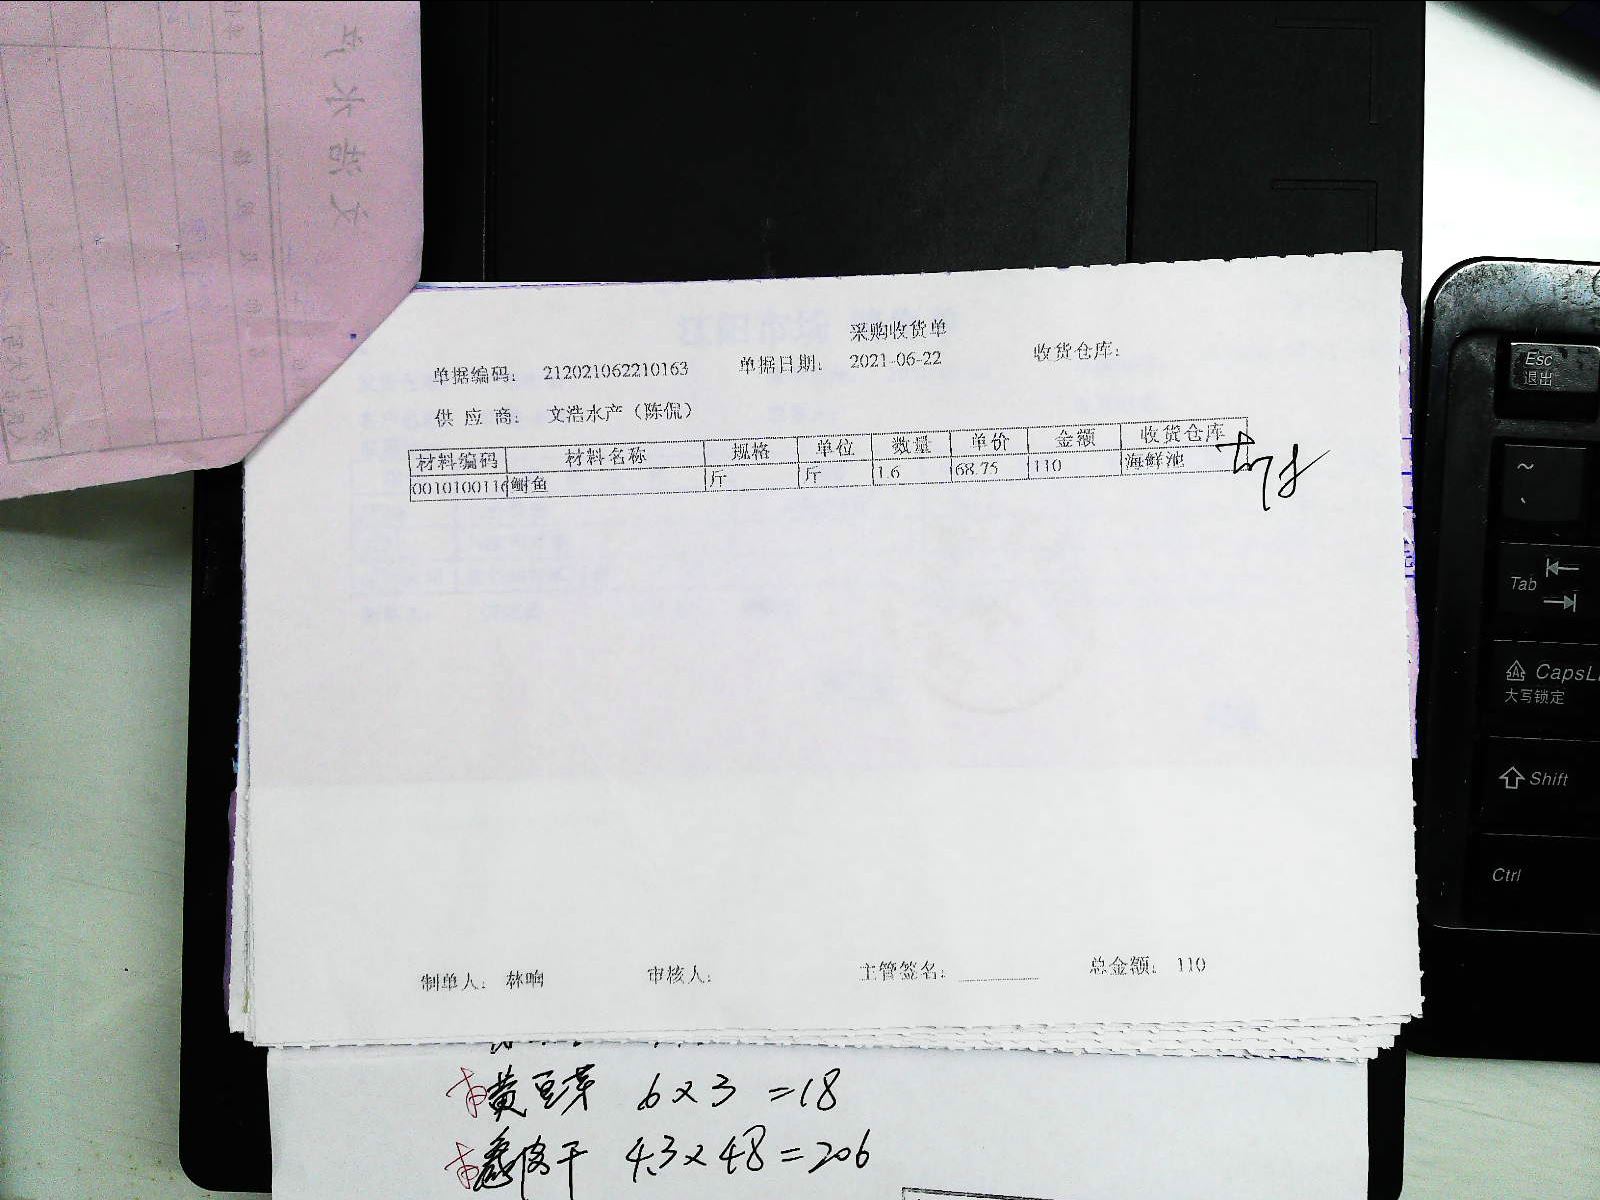 采购收货单
单据编码： 212021062210163 单据日期： 2021-06-22 收货仓库：
供应商： 文浩水产（陈侃）
材料编码 材料名称 规格 单位 数量 单价 金额 收货仓库
0010100116 鲥鱼 斤 斤 1.6 68.75 110 海鲜池
制单人： 林响 审核人： 主管签名： 总金额： 110
黄豆芽 6×3=18
干 4.3×48=206
Esc
退出
~
Tab
CapsL
大写锁定
Shift
Ctrl